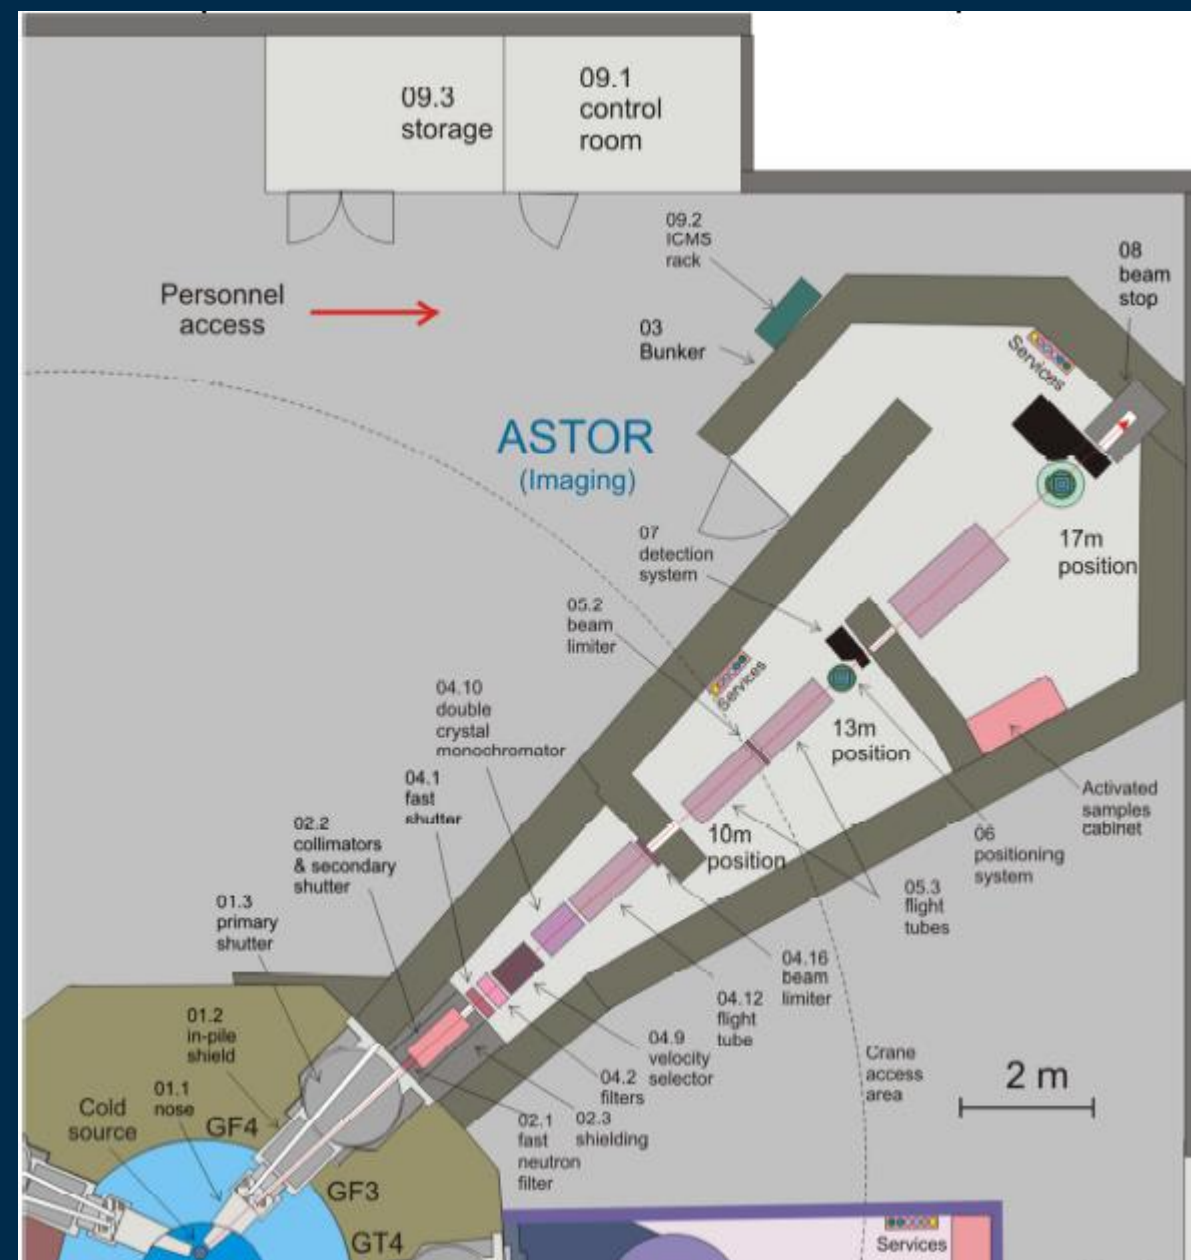 09.3
storage
09.1
control
room
09.2
ICMS
rack
08
beam
stop
Personnel
access
03
Bunker
Services
ASTOR
(Imaging)
07
detection
system
17m
position
05.2
beam
limiter
Services
04.10
double
crystal
monochromator
13m
position
04.1
fast
shutter
Activated
samples
cabinet
02.2
collimators
& secondary
shutter
10m
position
06
positioning
system
05.3
flight
tubes
01.3
primary
shutter
04.16
beam
limiter
04.12
flight
tube
01.2
in-pile
shield
04.9
velocity
selector
Crane
access
area
2 m
04.2
filters
01.1
nose
Cold
source
GF4
02.1
fast
neutron
filter
02.3
shielding
GF3
GT4
Services